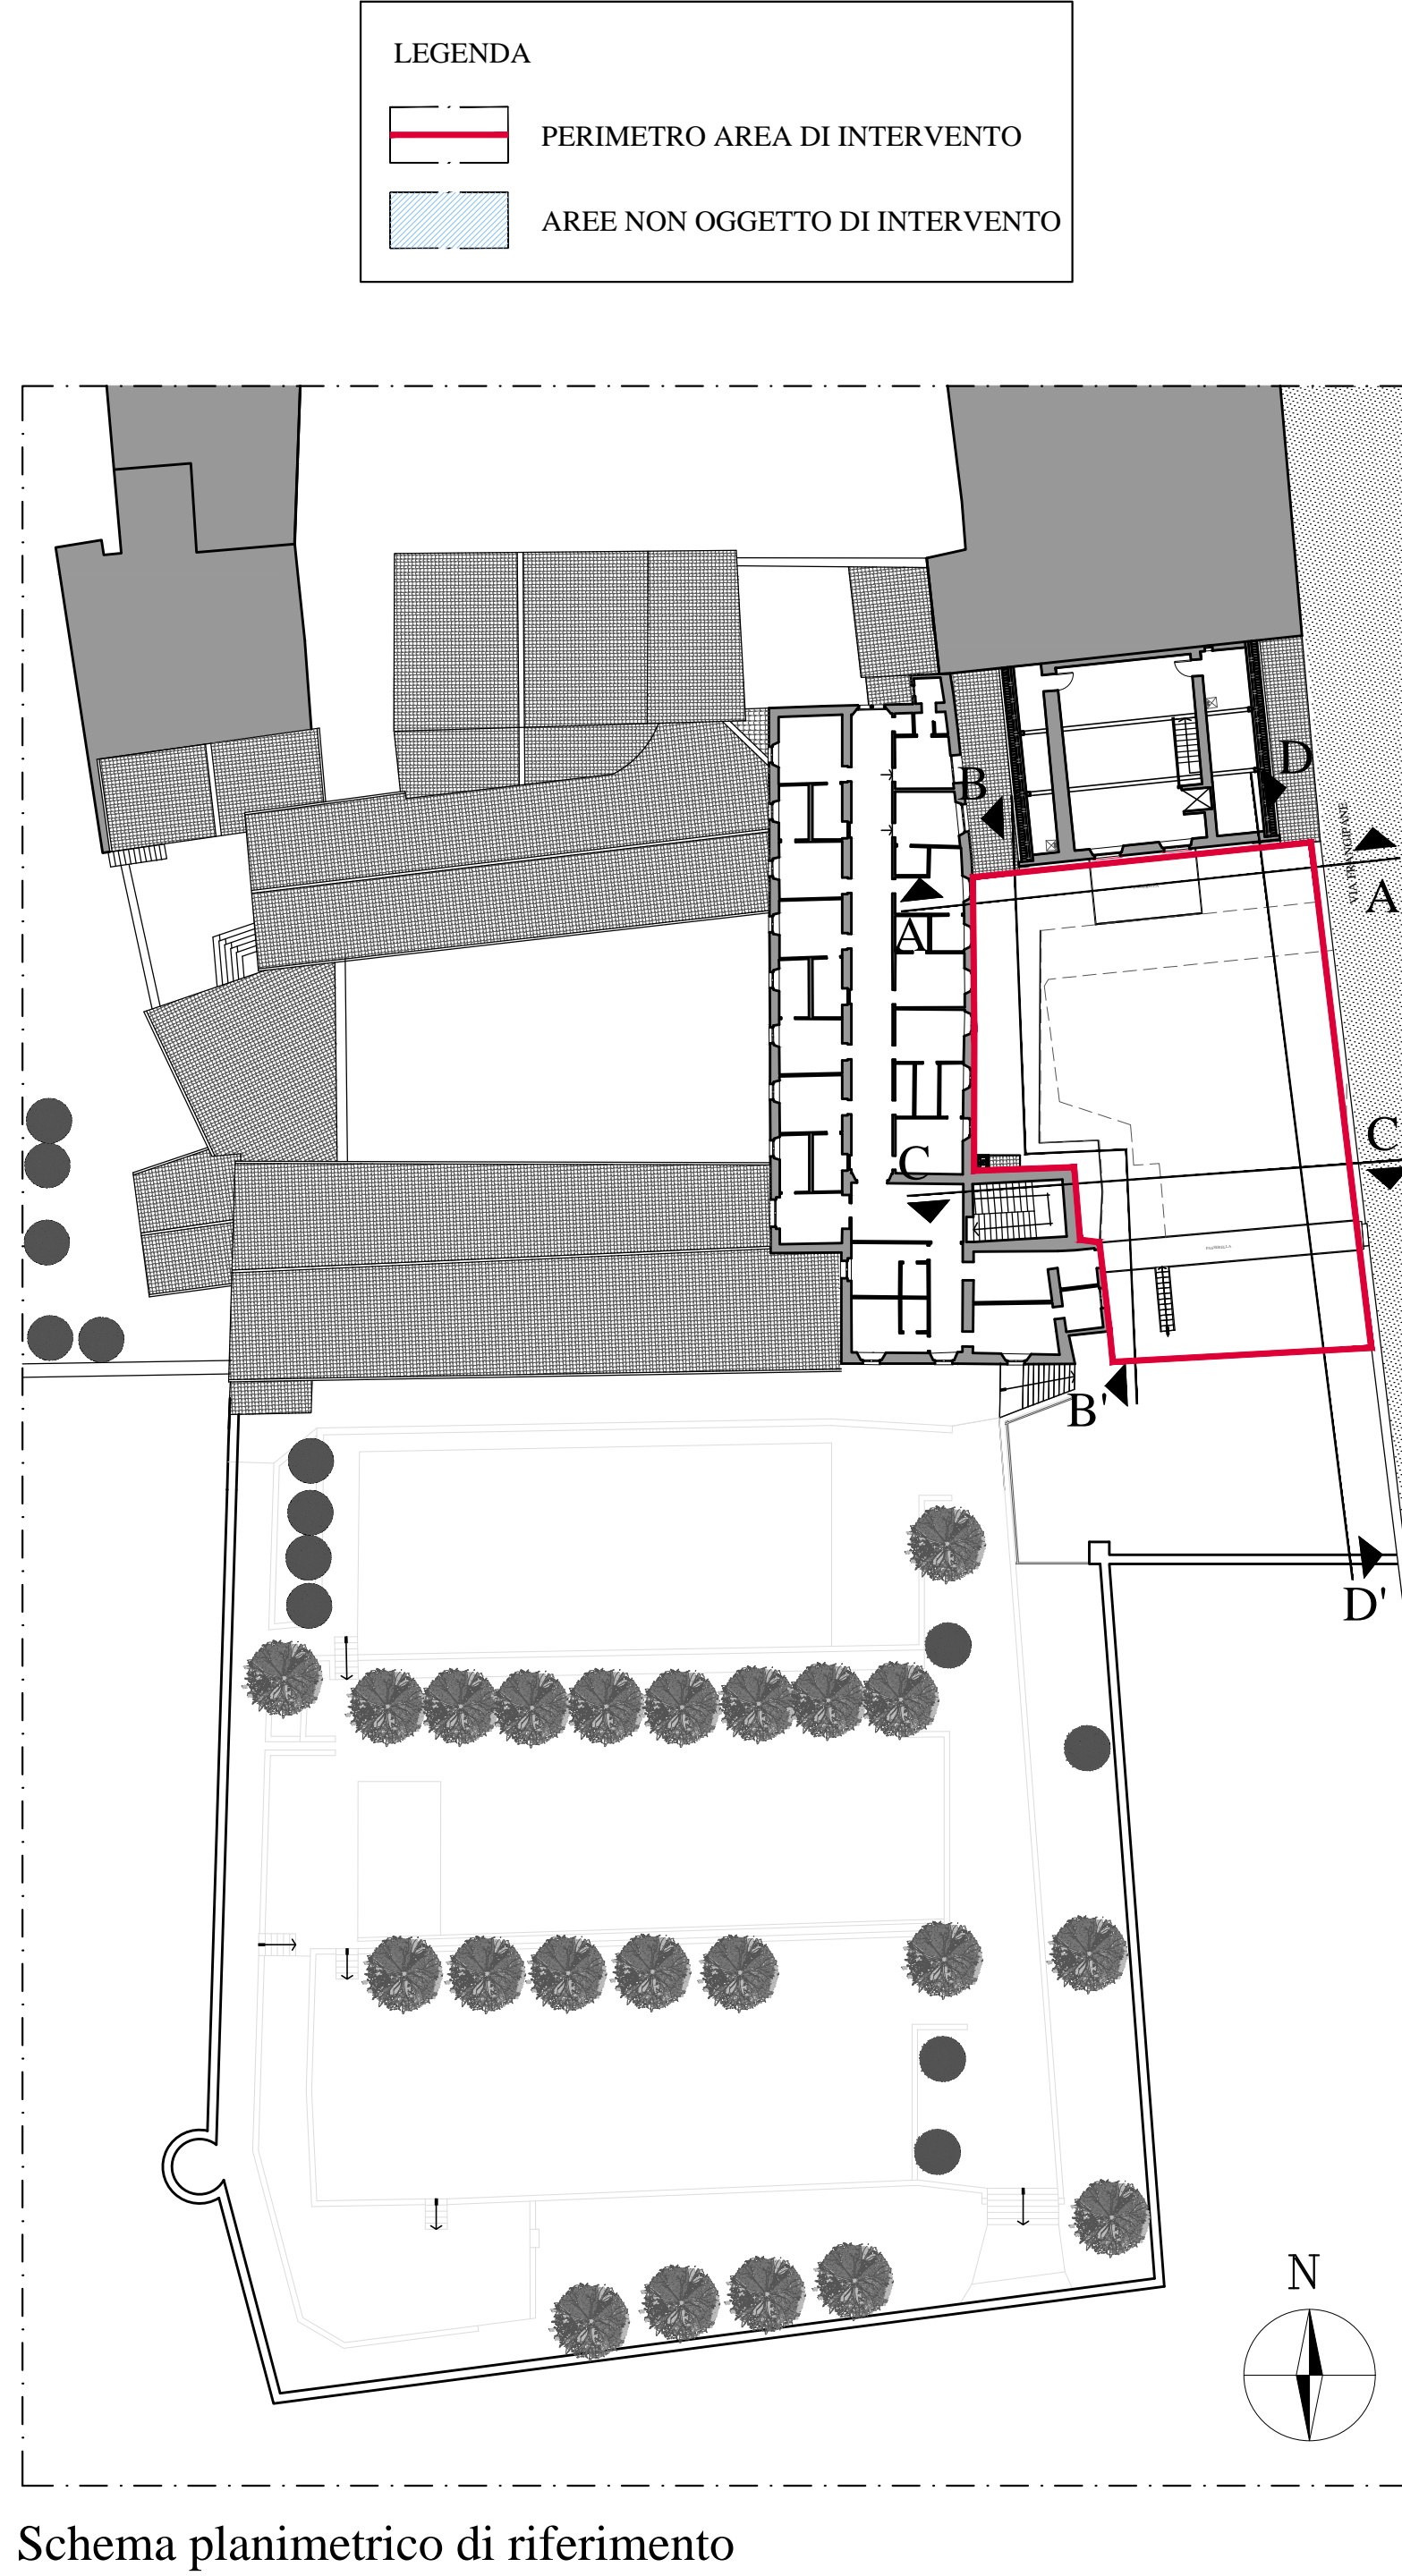 LEGENDA
PERIMETRO AREA DI INTERVENTO
AREE NON OGGETTO DI INTERVENTO
D
B
A
A
C
C
B'
D'
N
Schema planimetrico di riferimento